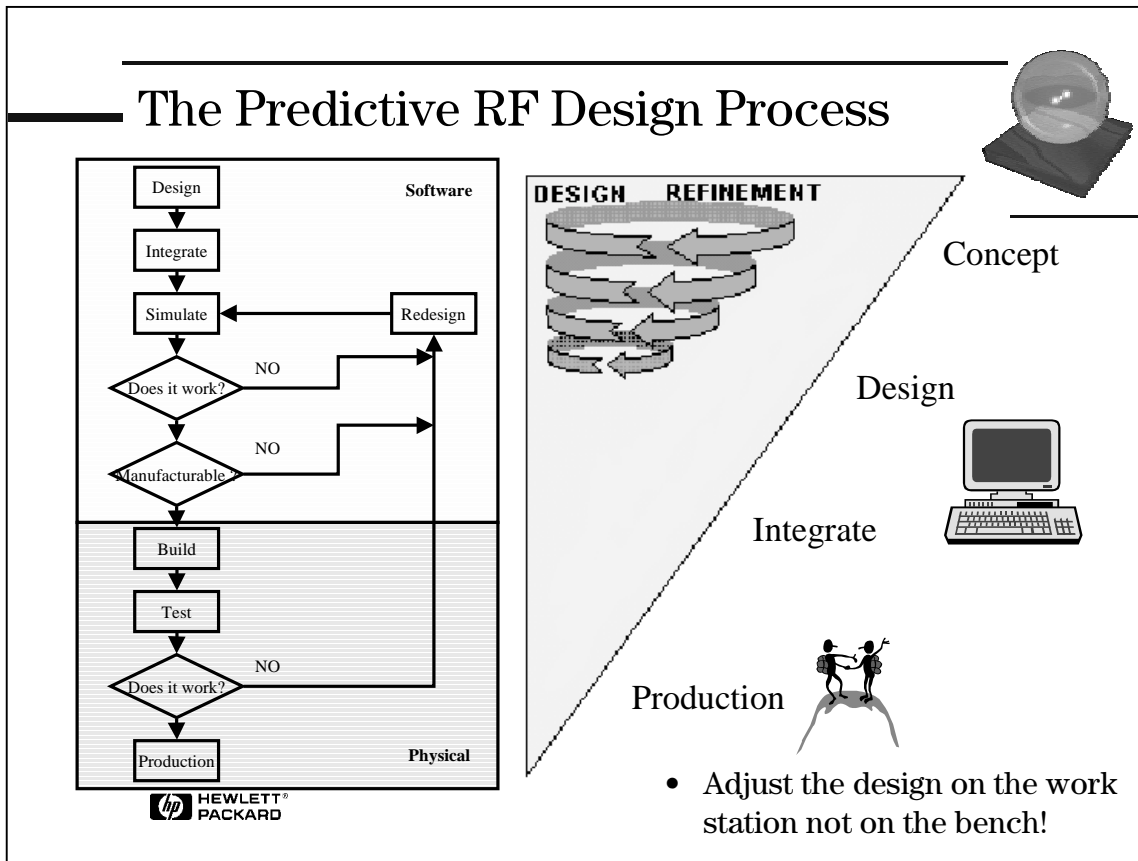 The Predictive RF Design Process
Design
Software
Integrate
Simulate
Redesign
NO
Does it work?
NO
Manufacturable ?
Build
Test
NO
Does it work?
Production
Physical
hp HEWLETT®
PACKARD
DESIGN REFINEMENT
Concept
Design
Integrate
Production
• Adjust the design on the work
station not on the bench!